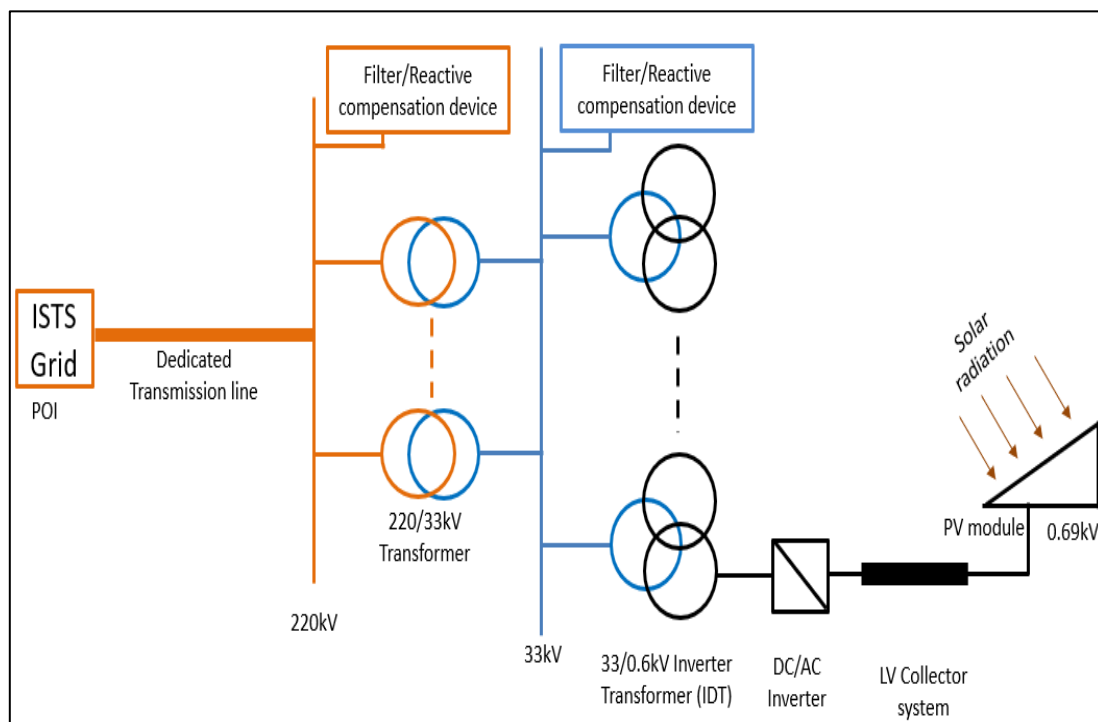 Filter/Reactive
compensation device
Filter/Reactive
compensation device
ISTS
Grid
POI
Dedicated
Transmission line
Solar
radiation
220/33kV
Transformer
PV module
0.69kV
220kV
33kV
33/0.6kV Inverter
Transformer (IDT)
DC/AC
Inverter
LV Collector
system